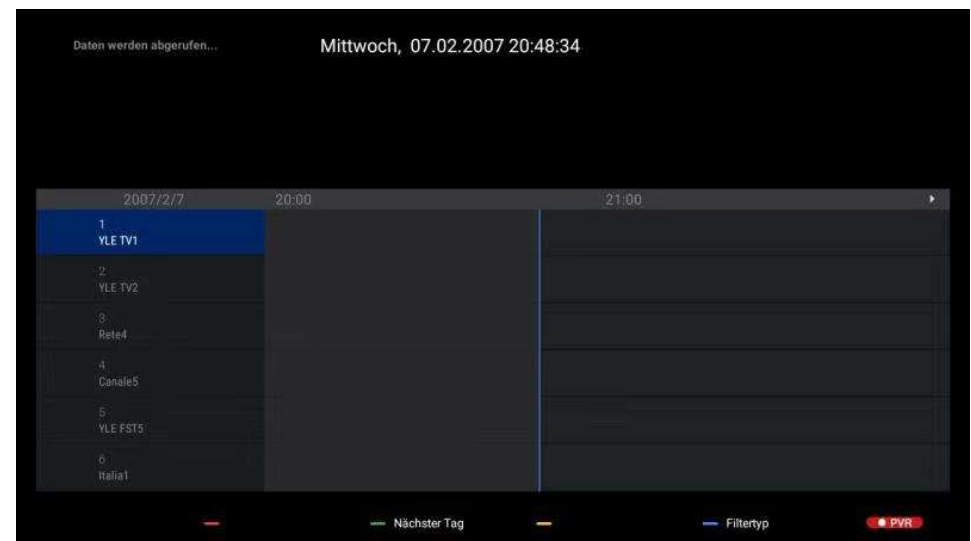 Daten werden abgerufen...
Mittwoch, 07.02.2007 20:48:34
2007/2/7 20:00 21:00
1
YLE TV1
2
YLE TV2
3
Rete4
4
Canale5
5
YLE FST5
6
Italia1
Nächster Tag Filtertyp PVR